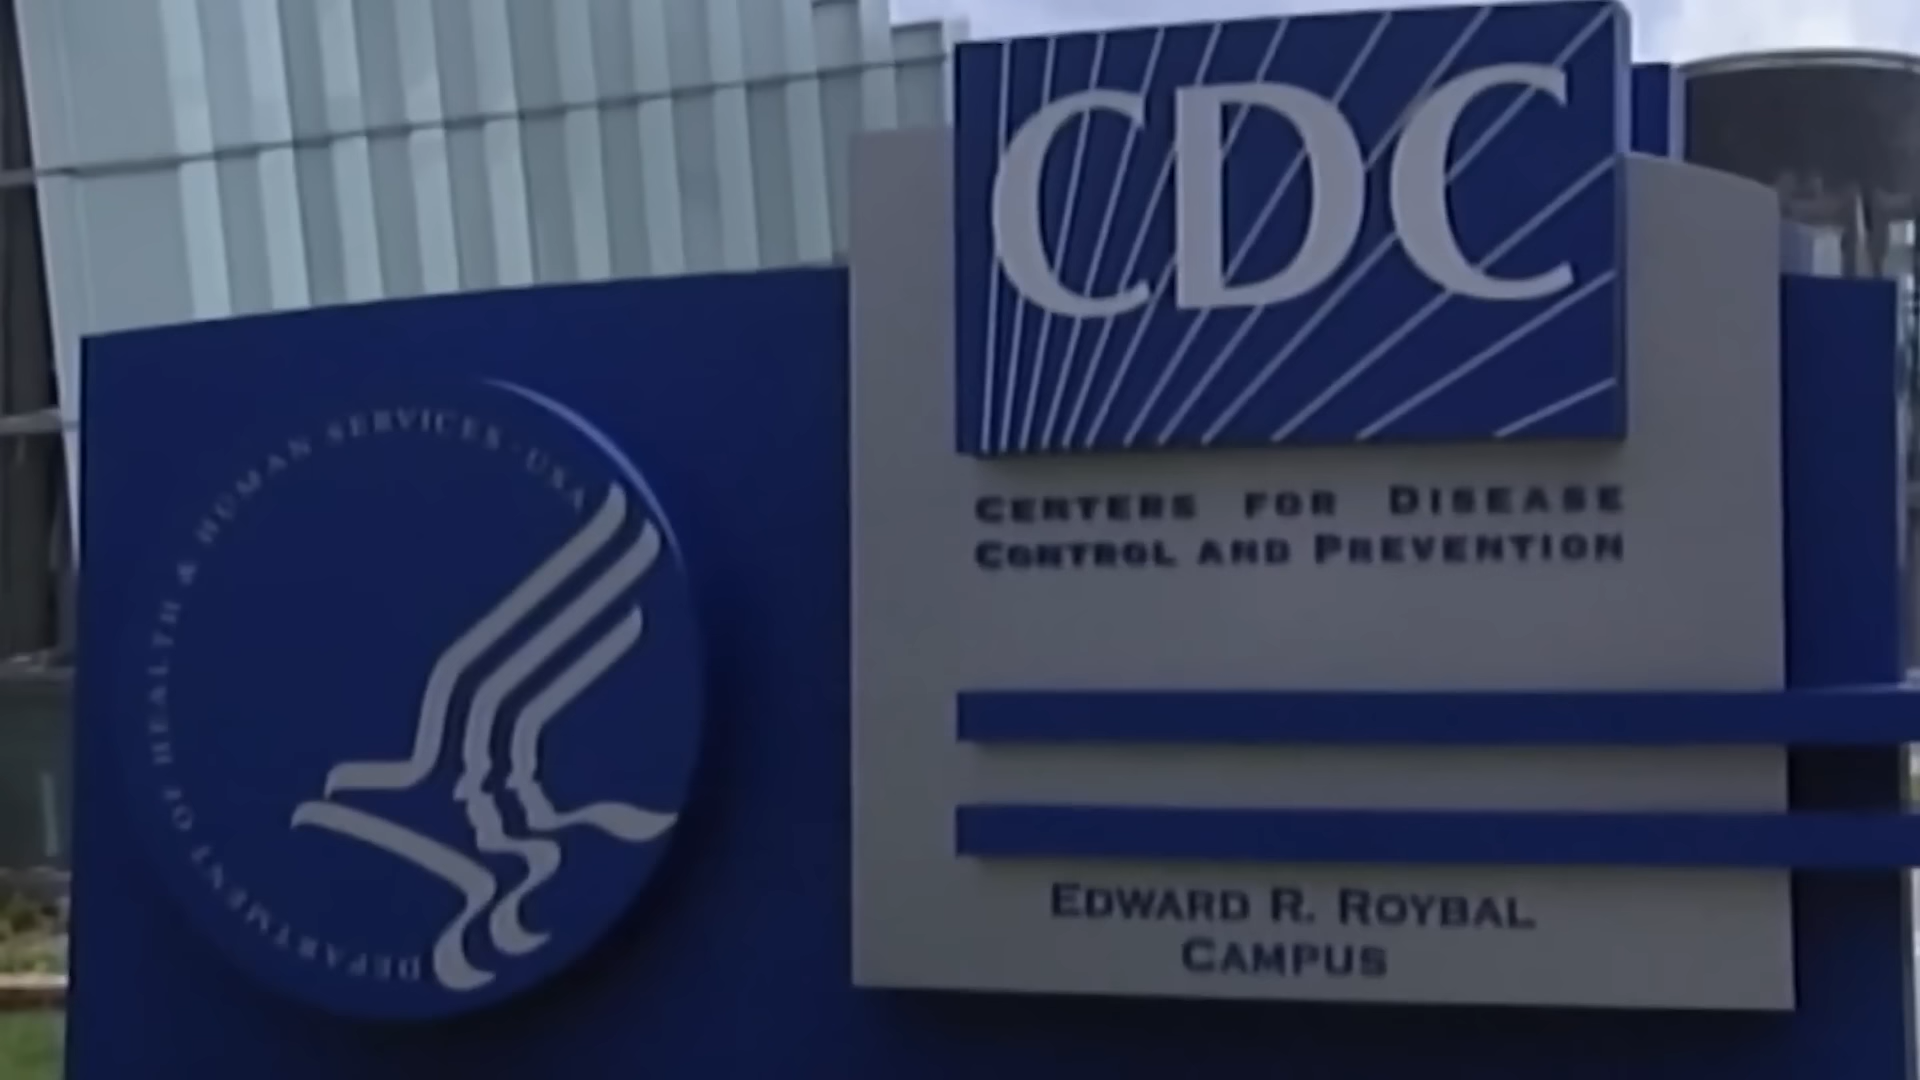 DEPARTMENT OF HEALTH & HUMAN SERVICES · USA
CDC
CENTERS FOR DISEASE
CONTROL AND PREVENTION
EDWARD R. ROYBAL
CAMPUS